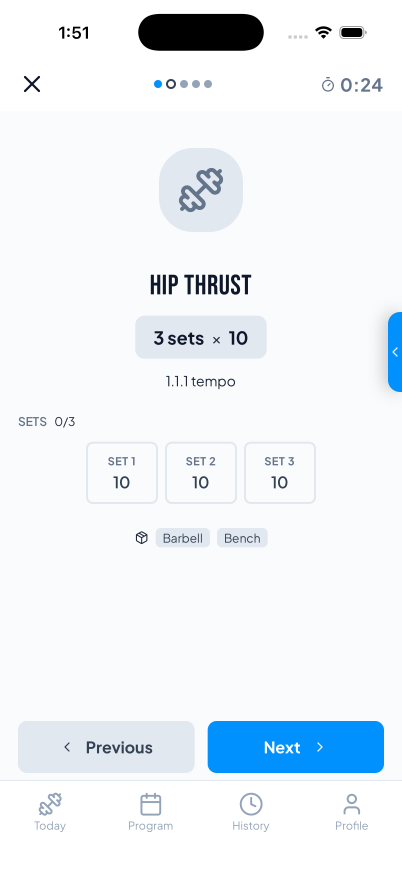 1:51
0:24
HIP THRUST
3 sets × 10
1.1.1 tempo
SETS 0/3
SET 1 SET 2 SET 3
10 10 10
Barbell Bench
Previous Next
Today Program History Profile